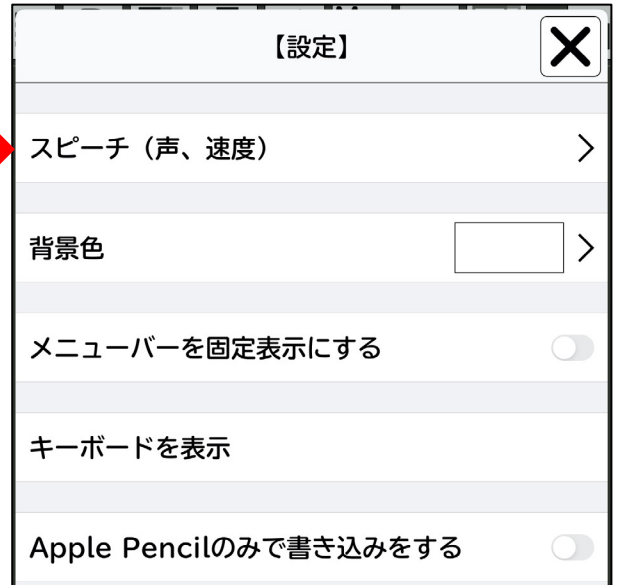 【設定】
スピーチ（声、速度）
背景色
メニューバーを固定表示にする
キーボードを表示
Apple Pencilのみで書き込みをする